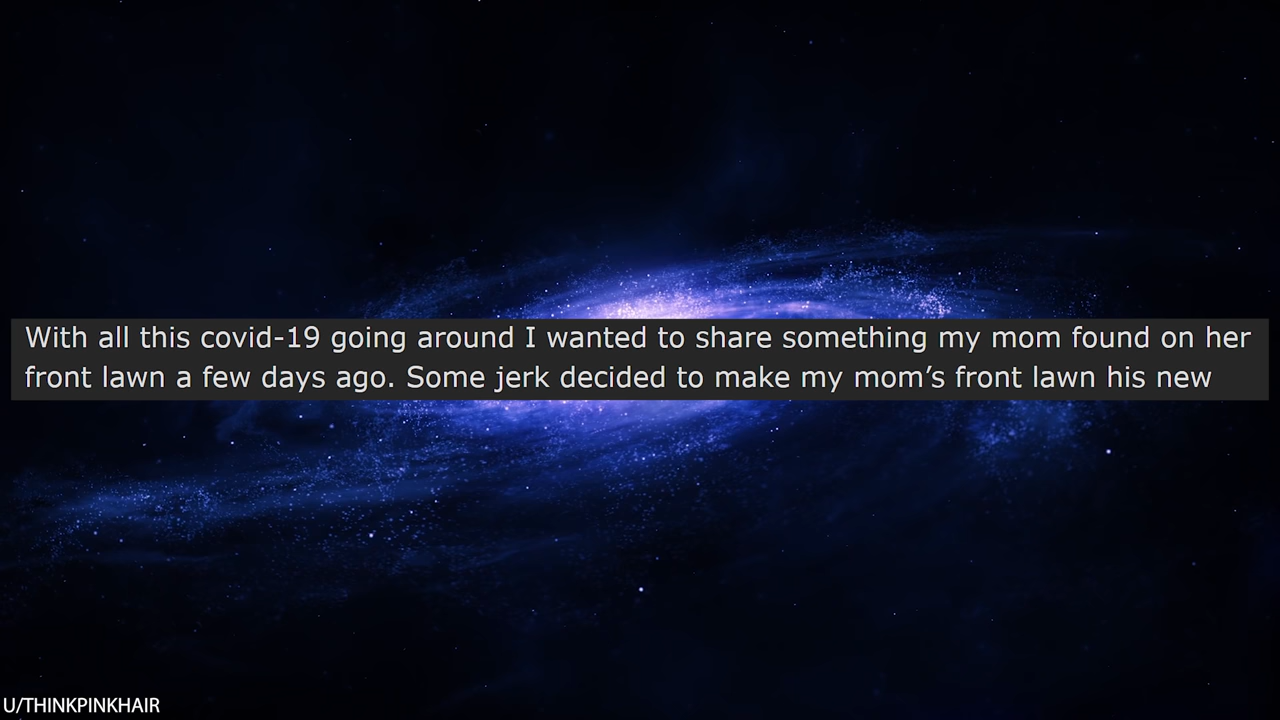 With all this covid-19 going around I wanted to share something my mom found on her
front lawn a few days ago. Some jerk decided to make my mom’s front lawn his new
U/THINKPINKHAIR